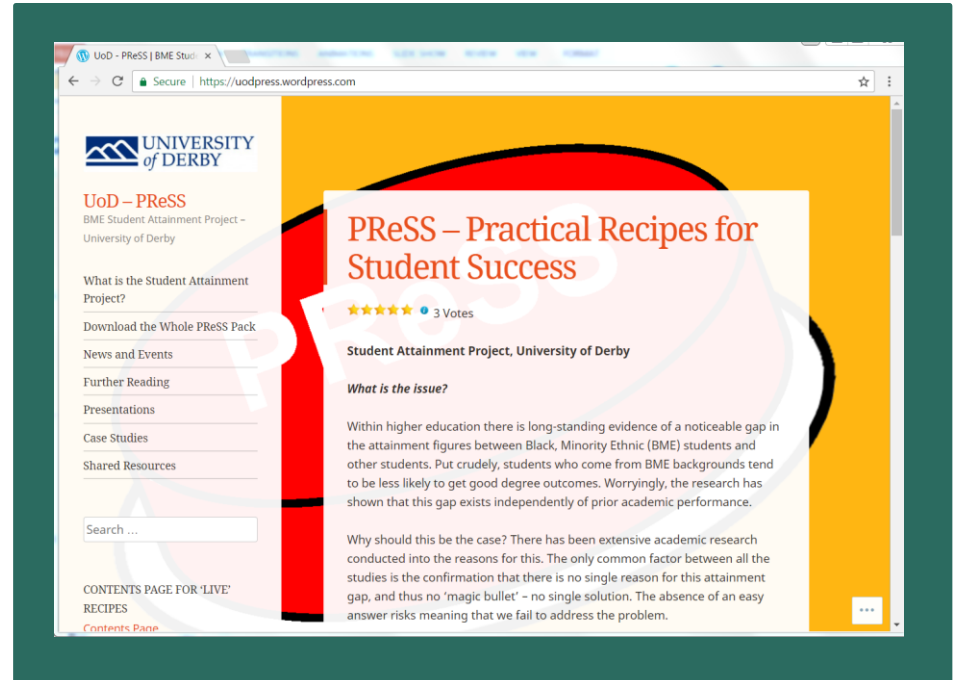 UoD - PReSS | BME Stud
Secure | https://uodpress.wordpress.com
UNIVERSITY
of DERBY
UoD – PReSS
BME Student Attainment Project –
University of Derby
What is the Student Attainment
Project?
Download the Whole PReSS Pack
News and Events
Further Reading
Presentations
Case Studies
Shared Resources
Search …
CONTENTS PAGE FOR ‘LIVE’
RECIPES
Contents Page
PReSS
PReSS – Practical Recipes for
Student Success
3 Votes
Student Attainment Project, University of Derby
What is the issue?
Within higher education there is long-standing evidence of a noticeable gap in
the attainment figures between Black, Minority Ethnic (BME) students and
other students. Put crudely, students who come from BME backgrounds tend
to be less likely to get good degree outcomes. Worryingly, the research has
shown that this gap exists independently of prior academic performance.
Why should this be the case? There has been extensive academic research
conducted into the reasons for this. The only common factor between all the
studies is the confirmation that there is no single reason for this attainment
gap, and thus no ‘magic bullet’ – no single solution. The absence of an easy
answer risks meaning that we fail to address the problem.